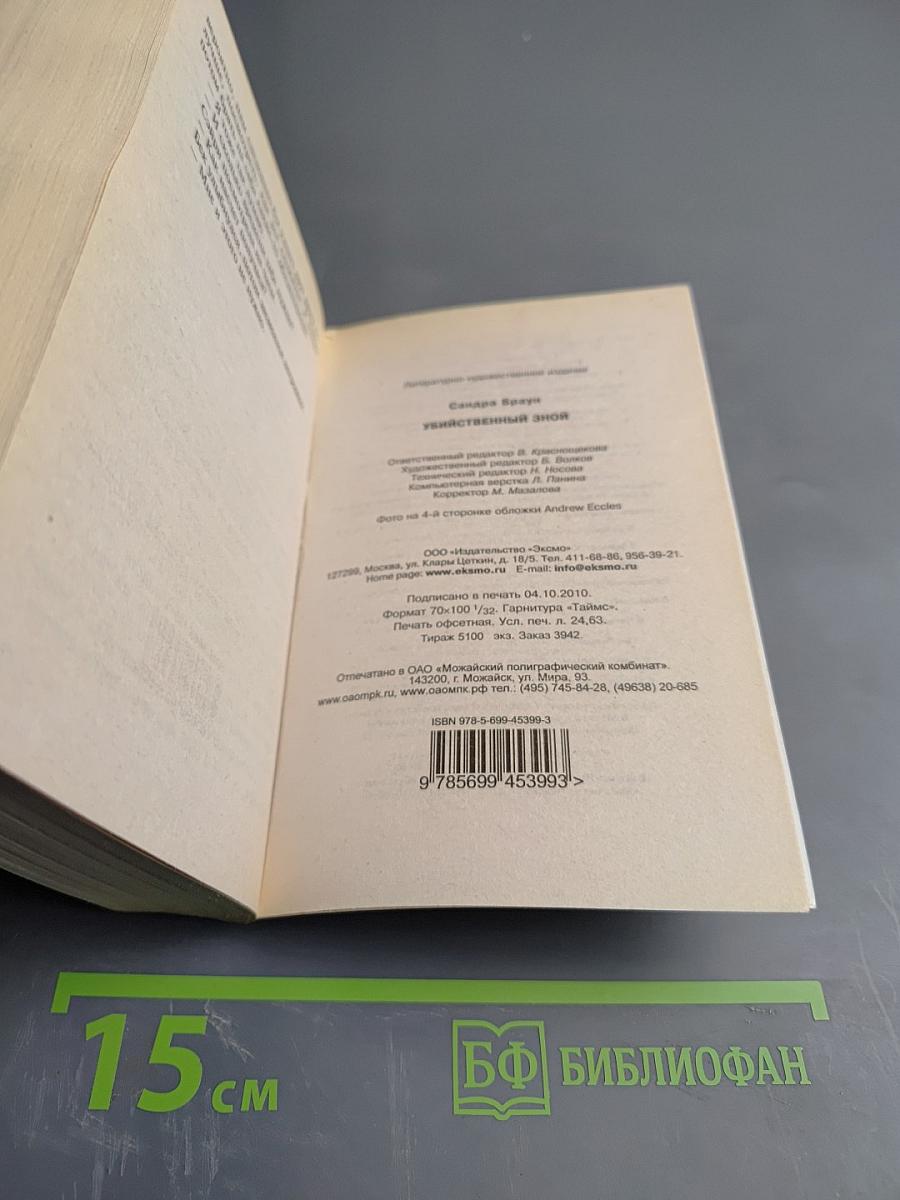 Литературно-художественное издание
Сандра Браун
УБИЙСТВЕННЫЙ ЗНОЙ
Ответственный редактор В. Краснощекова
Художественный редактор Б. Волков
Технический редактор Н. Носова
Компьютерная верстка Л. Панина
Корректор М. Мазалова
Фото на 4-й сторонке обложки Andrew Eccles
ООО «Издательство «Эксмо»
127299, Москва, ул. Клары Цеткин, д. 18/5. Тел. 411-68-86, 956-39-21.
Home page: www.eksmo.ru E-mail: info@eksmo.ru
Подписано в печать 04.10.2010.
Формат 70×100 1/32. Гарнитура «Таймс».
Печать офсетная. Усл. печ. л. 24,63.
Тираж 5100 экз. Заказ 3942.
Отпечатано в ОАО «Можайский полиграфический комбинат».
143200, г. Можайск, ул. Мира, 93.
www.oaompk.ru, www.оаомпк.рф тел.: (495) 745-84-28, (49638) 20-685
ISBN 978-5-699-45399-3
9 785699 453993 >
15 см
БФ БИБЛИОФАН